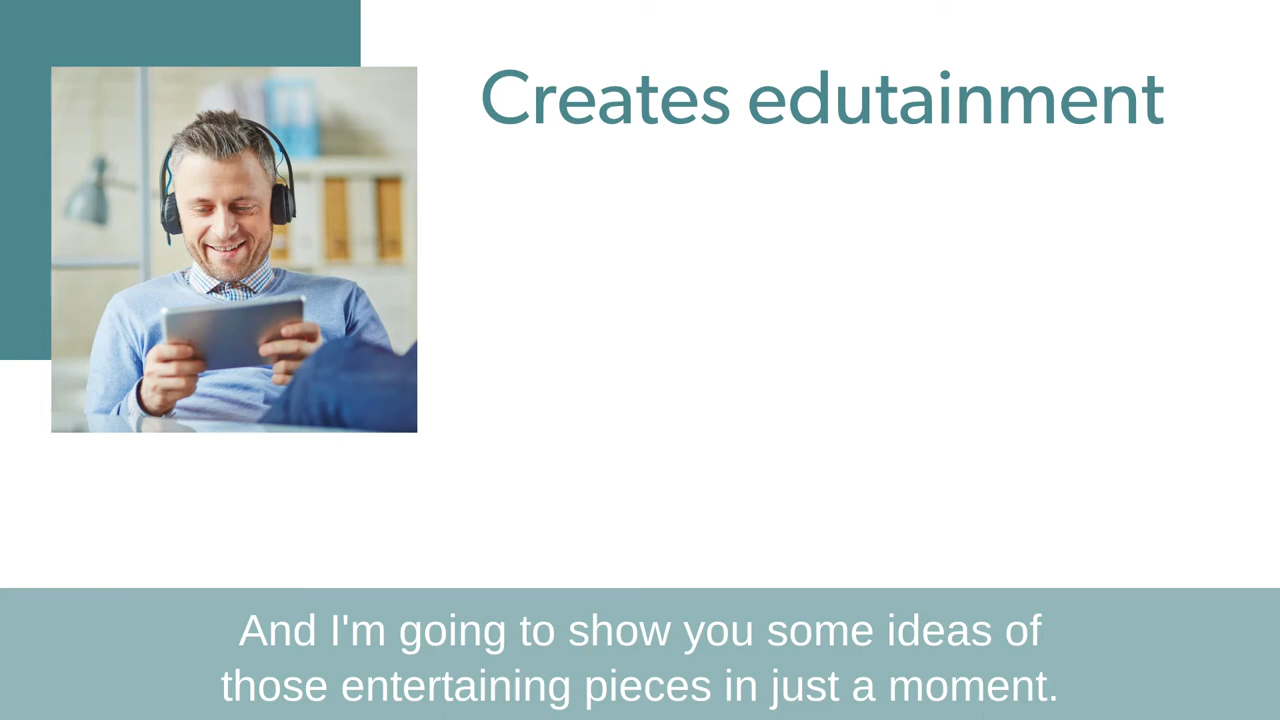 Creates edutainment
And I'm going to show you some ideas of
those entertaining pieces in just a moment.